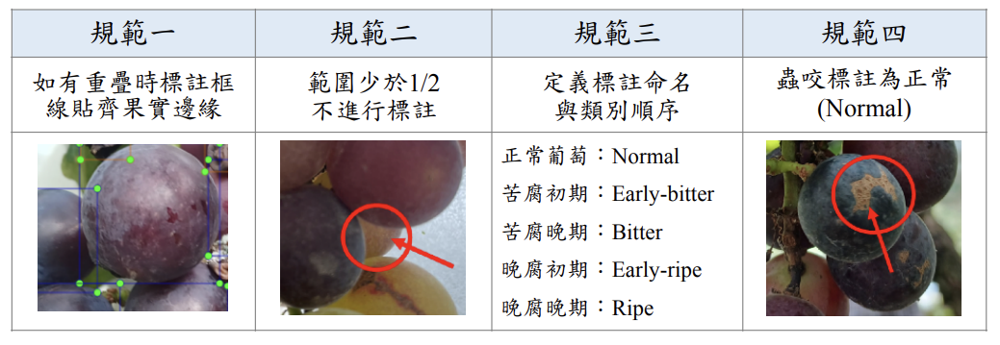 規範一
規範二
規範三
規範四
如有重疊時標註框
線貼齊果實邊緣
範圍少於1/2
不進行標註
定義標註命名
與類別順序
蟲咬標註為正常
(Normal)
正常葡萄：Normal
苦腐初期：Early-bitter
苦腐晚期：Bitter
晚腐初期：Early-ripe
晚腐晚期：Ripe